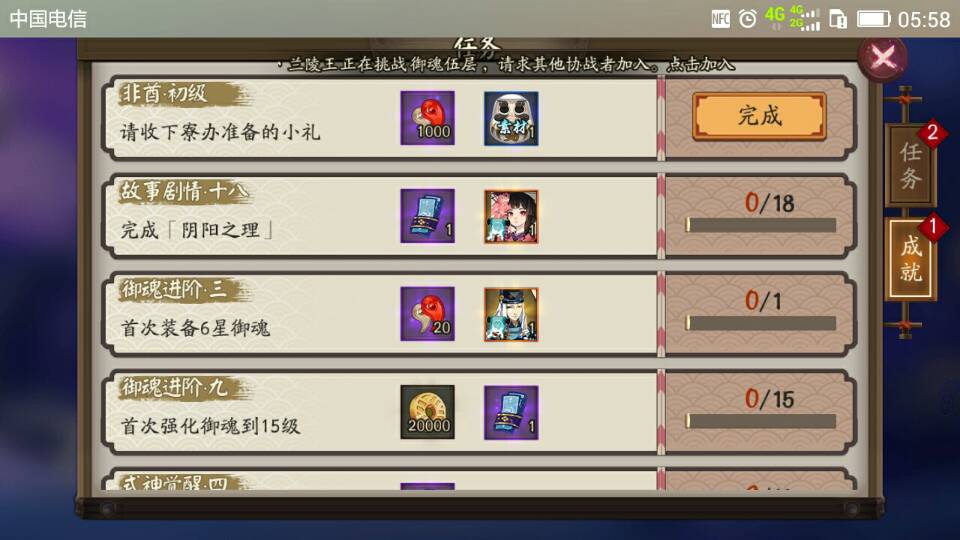 中国电信
NFC 4G 4G 2G 05:58
任务
·兰陵王正在挑战御魂伍层，请求其他协战者加入。点击加入
非酋·初级
请收下寮办准备的小礼
1000
素材 1
完成
任务
2
故事剧情·十八
完成「阴阳之理」
1
0/18
成就
1
御魂进阶·三
首次装备6星御魂
20
1
0/1
御魂进阶·九
首次强化御魂到15级
20000
1
0/15
式神觉醒·四